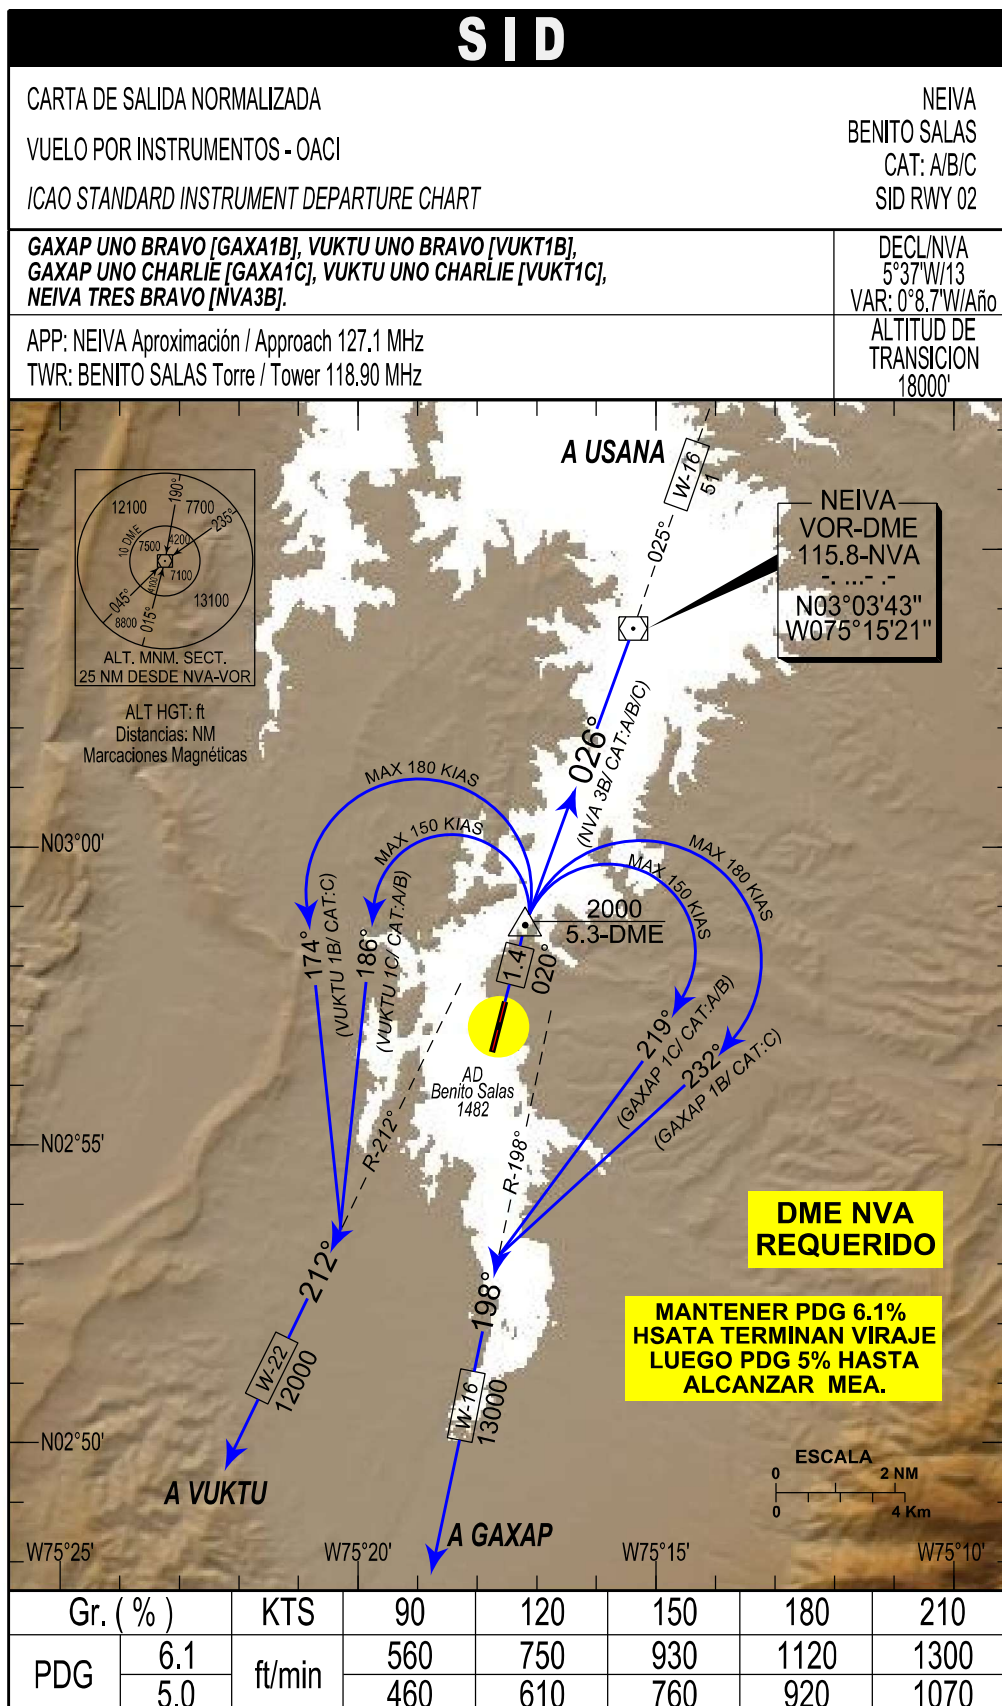 SID
CARTA DE SALIDA NORMALIZADA
VUELO POR INSTRUMENTOS - OACI
ICAO STANDARD INSTRUMENT DEPARTURE CHART
NEIVA
BENITO SALAS
CAT: A/B/C
SID RWY 02
GAXAP UNO BRAVO [GAXA1B], VUKTU UNO BRAVO [VUKT1B],
GAXAP UNO CHARLIE [GAXA1C], VUKTU UNO CHARLIE [VUKT1C],
NEIVA TRES BRAVO [NVA3B].
DECL/NVA
5°37'W/13
VAR: 0°8.7'W/Año
APP: NEIVA Aproximación / Approach 127.1 MHz
TWR: BENITO SALAS Torre / Tower 118.90 MHz
ALTITUD DE
TRANSICION
18000'
A USANA
W-16
51
025°
NEIVA
VOR-DME
115.8-NVA
-. ...- .-
N03°03'43"
W075°15'21"
12100
190°
7700
235°
10 DME
7500
4200
7100
4100
045°
015°
8800
13100
ALT. MNM. SECT.
25 NM DESDE NVA-VOR
ALT HGT: ft
Distancias: NM
Marcaciones Magnéticas
026°
(NVA 3B/ CAT:A/B/C)
MAX 180 KIAS
MAX 150 KIAS
MAX 180 KIAS
MAX 150 KIAS
N03°00'
2000
5.3-DME
1.4
020°
174°
(VUKTU 1B/ CAT:C)
186°
(VUKTU 1C/ CAT:A/B)
219°
(GAXAP 1C/ CAT:A/B)
232°
(GAXAP 1B/ CAT:C)
AD
Benito Salas
1482
R-212°
R-198°
N02°55'
DME NVA
REQUERIDO
212°
198°
MANTENER PDG 6.1%
HSATA TERMINAN VIRAJE
LUEGO PDG 5% HASTA
ALCANZAR MEA.
W-22
12000
W-16
13000
N02°50'
A VUKTU
A GAXAP
ESCALA
0 2 NM
0 4 Km
W75°25' W75°20' W75°15' W75°10'
Gr. ( % ) KTS 90 120 150 180 210
PDG 6.1 ft/min 560 750 930 1120 1300
5.0 460 610 760 920 1070